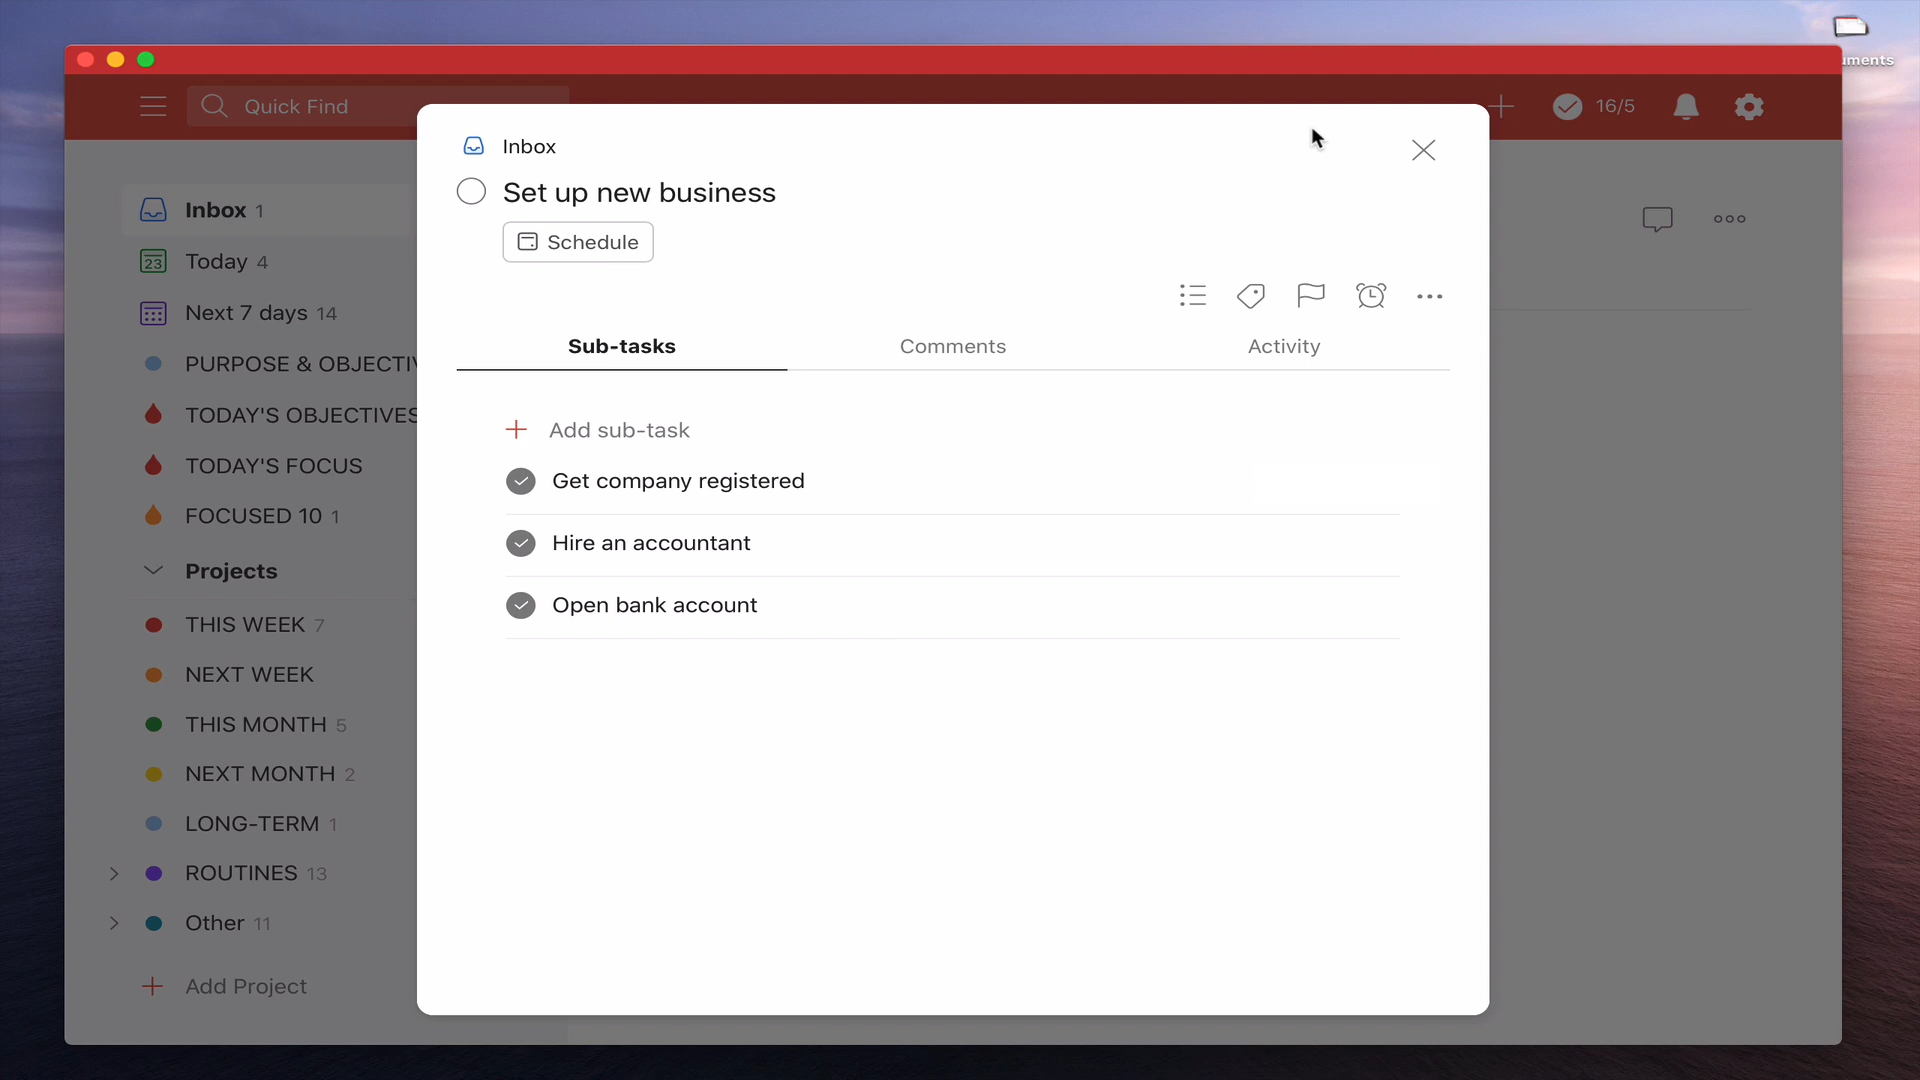 uments
Quick Find
16/5
Inbox
Set up new business
Schedule
Inbox 1
23
Today 4
Next 7 days 14
PURPOSE & OBJECTIV
TODAY'S OBJECTIVES
TODAY'S FOCUS
FOCUSED 10 1
Projects
THIS WEEK 7
NEXT WEEK
THIS MONTH 5
NEXT MONTH 2
LONG-TERM 1
ROUTINES 13
Other 11
Add Project
Sub-tasks
Comments
Activity
Add sub-task
Get company registered
Hire an accountant
Open bank account